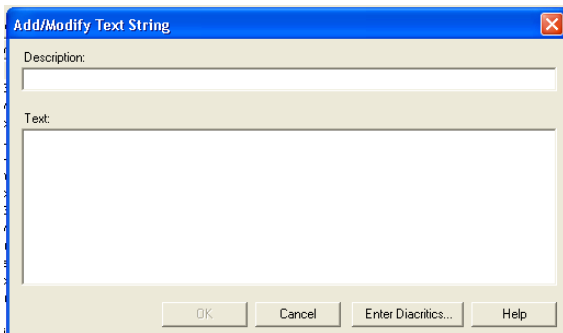 Add/Modify Text String
Description:
Text:
OK Cancel Enter Diacritics... Help